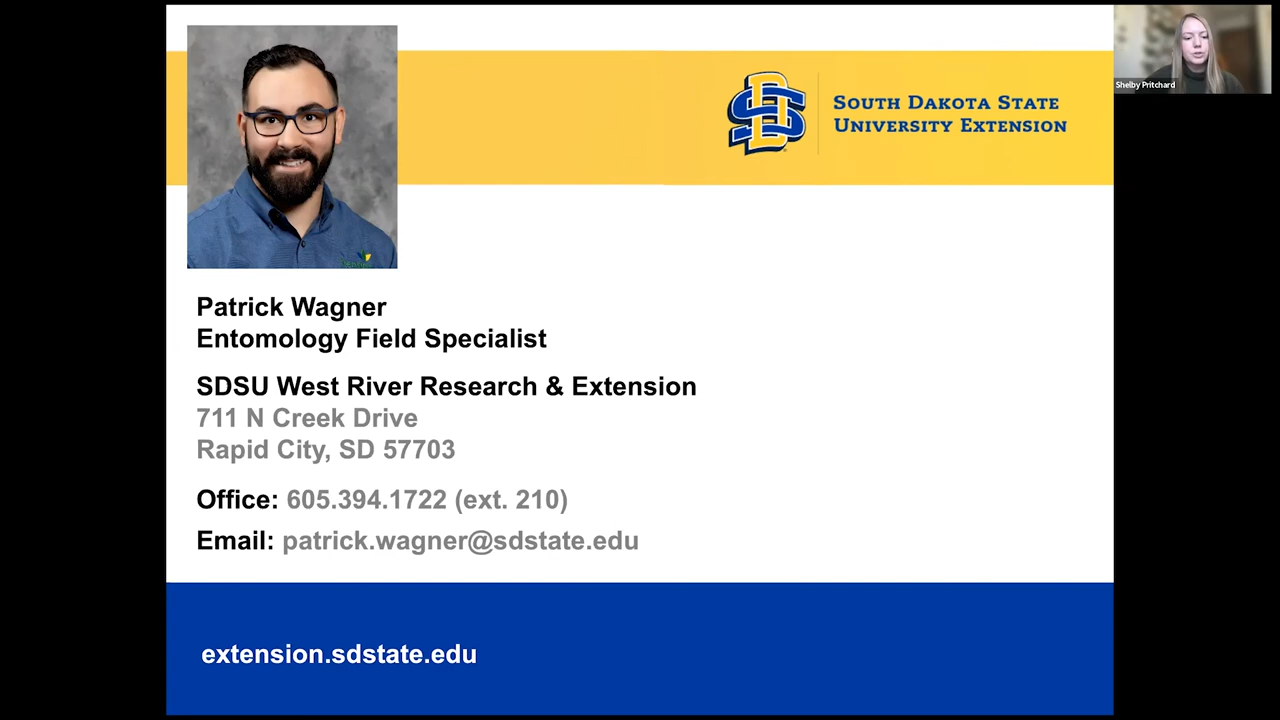 South Dakota State
University Extension
Shelby Pritchard
Patrick Wagner
Entomology Field Specialist
SDSU West River Research & Extension
711 N Creek Drive
Rapid City, SD 57703
Office: 605.394.1722 (ext. 210)
Email: patrick.wagner@sdstate.edu
extension.sdstate.edu